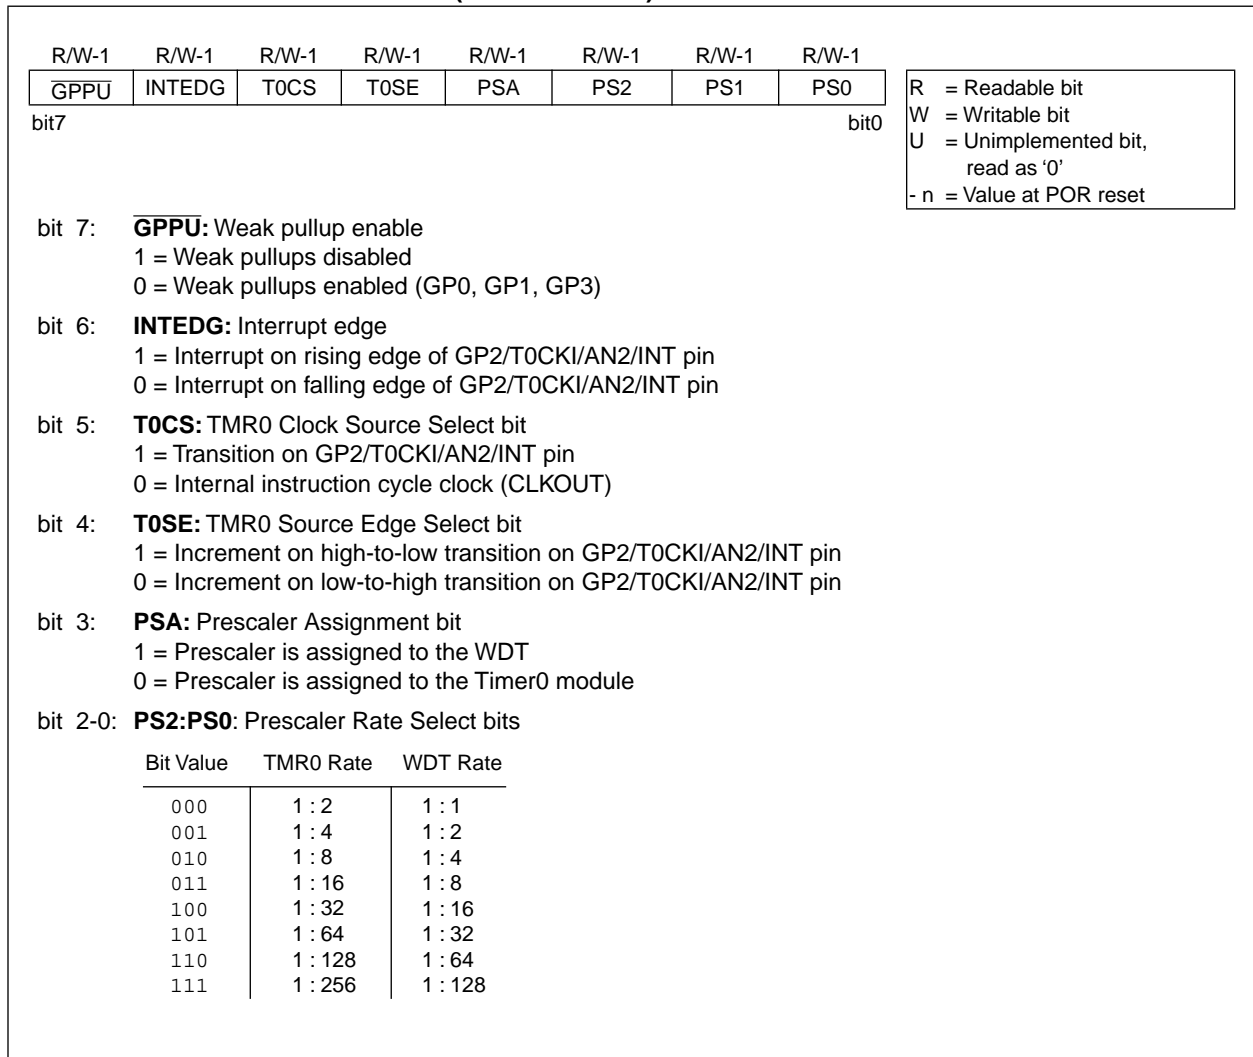 R/W-1 R/W-1 R/W-1 R/W-1 R/W-1 R/W-1 R/W-1 R/W-1
GPPU INTEDG T0CS T0SE PSA PS2 PS1 PS0
bit7 bit0
R = Readable bit
W = Writable bit
U = Unimplemented bit,
read as ‘0’
- n = Value at POR reset
bit 7: GPPU: Weak pullup enable
1 = Weak pullups disabled
0 = Weak pullups enabled (GP0, GP1, GP3)
bit 6: INTEDG: Interrupt edge
1 = Interrupt on rising edge of GP2/T0CKI/AN2/INT pin
0 = Interrupt on falling edge of GP2/T0CKI/AN2/INT pin
bit 5: T0CS: TMR0 Clock Source Select bit
1 = Transition on GP2/T0CKI/AN2/INT pin
0 = Internal instruction cycle clock (CLKOUT)
bit 4: T0SE: TMR0 Source Edge Select bit
1 = Increment on high-to-low transition on GP2/T0CKI/AN2/INT pin
0 = Increment on low-to-high transition on GP2/T0CKI/AN2/INT pin
bit 3: PSA: Prescaler Assignment bit
1 = Prescaler is assigned to the WDT
0 = Prescaler is assigned to the Timer0 module
bit 2-0: PS2:PS0: Prescaler Rate Select bits
Bit Value TMR0 Rate WDT Rate
000 1 : 2 1 : 1
001 1 : 4 1 : 2
010 1 : 8 1 : 4
011 1 : 16 1 : 8
100 1 : 32 1 : 16
101 1 : 64 1 : 32
110 1 : 128 1 : 64
111 1 : 256 1 : 128